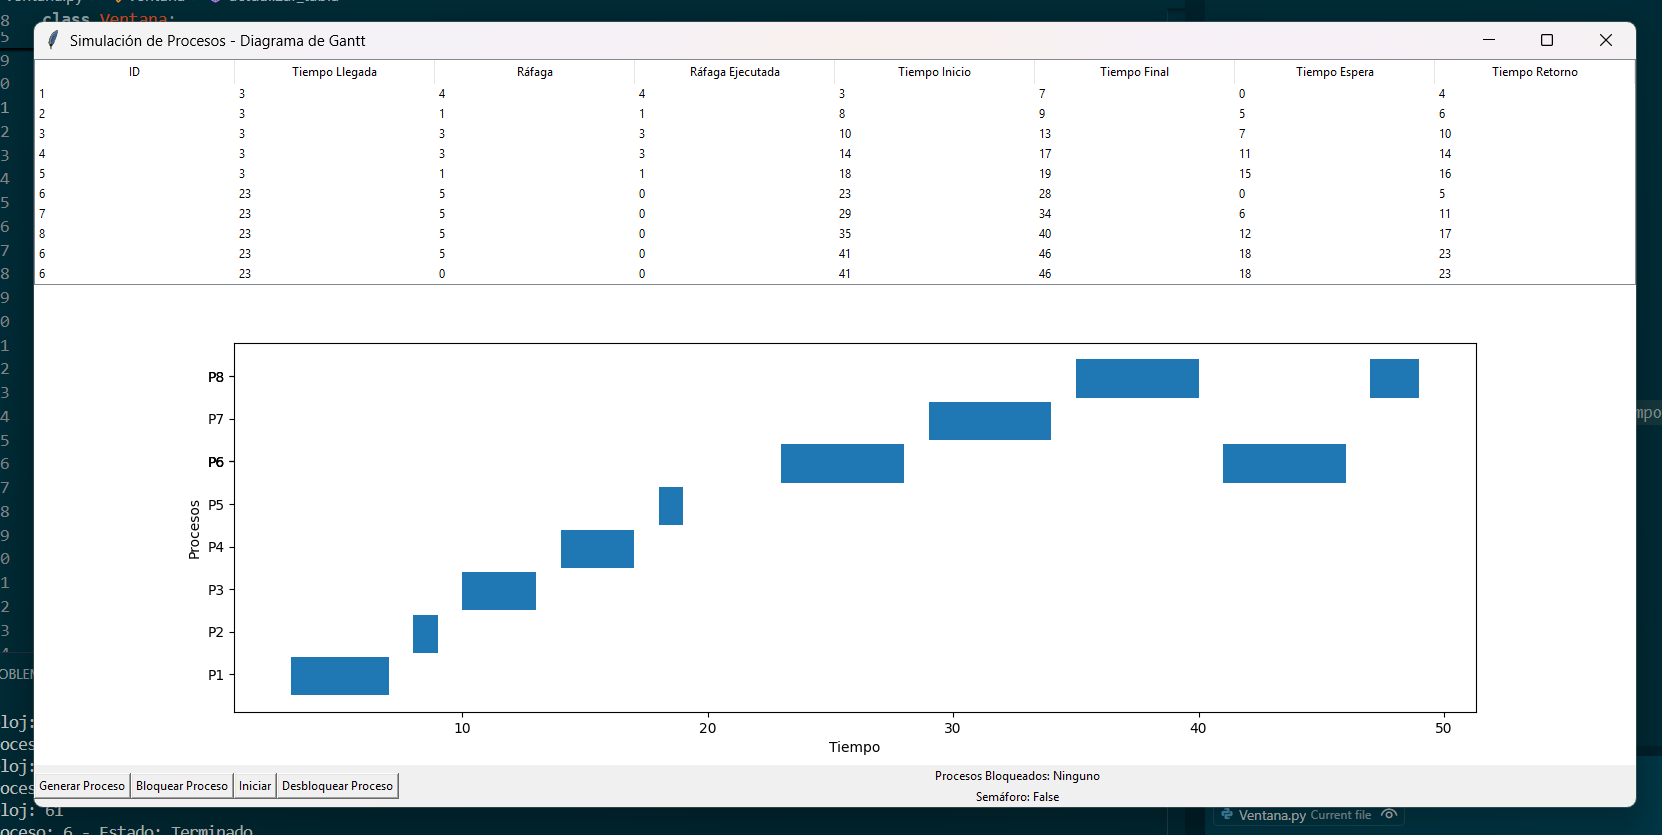 class Ventana:
Simulación de Procesos - Diagrama de Gantt
ID Tiempo Llegada Ráfaga Ráfaga Ejecutada Tiempo Inicio Tiempo Final Tiempo Espera Tiempo Retorno
1 3 4 4 3 7 0 4
2 3 1 1 8 9 5 6
3 3 3 3 10 13 7 10
4 3 3 3 14 17 11 14
5 3 1 1 18 19 15 16
6 23 5 0 23 28 0 5
7 23 5 0 29 34 6 11
8 23 5 0 35 40 12 17
6 23 5 0 41 46 18 23
6 23 0 0 41 46 18 23
P8
P7
P6
P5
P4
P3
P2
P1
Procesos
10 20 30 40 50
Tiempo
Generar Proceso Bloquear Proceso Iniciar Desbloquear Proceso
Procesos Bloqueados: Ninguno
Semáforo: False
loj: 61
oceso: 6 - Estado: Terminado
Ventana.py Current file